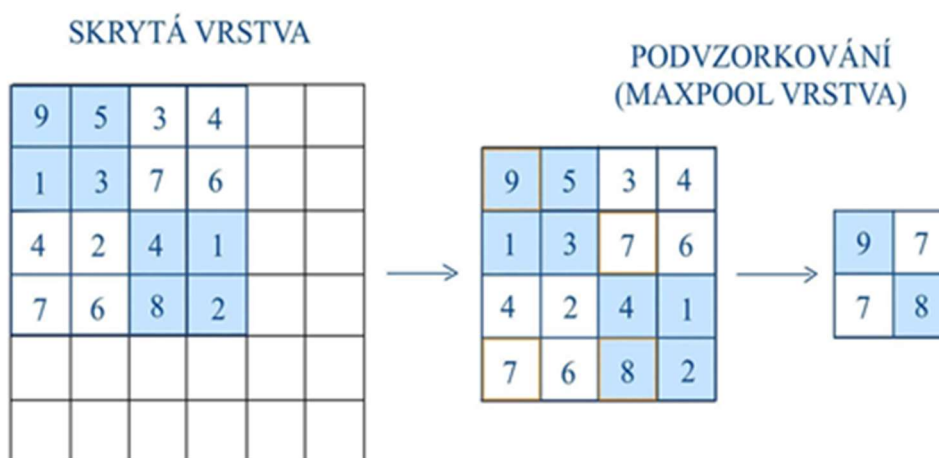 SKRYTÁ VRSTVA
9 5 3 4
1 3 7 6
4 2 4 1
7 6 8 2
PODVZORKOVÁNÍ
(MAXPOOL VRSTVA)
9 5 3 4
1 3 7 6
4 2 4 1
7 6 8 2
9 7
7 8